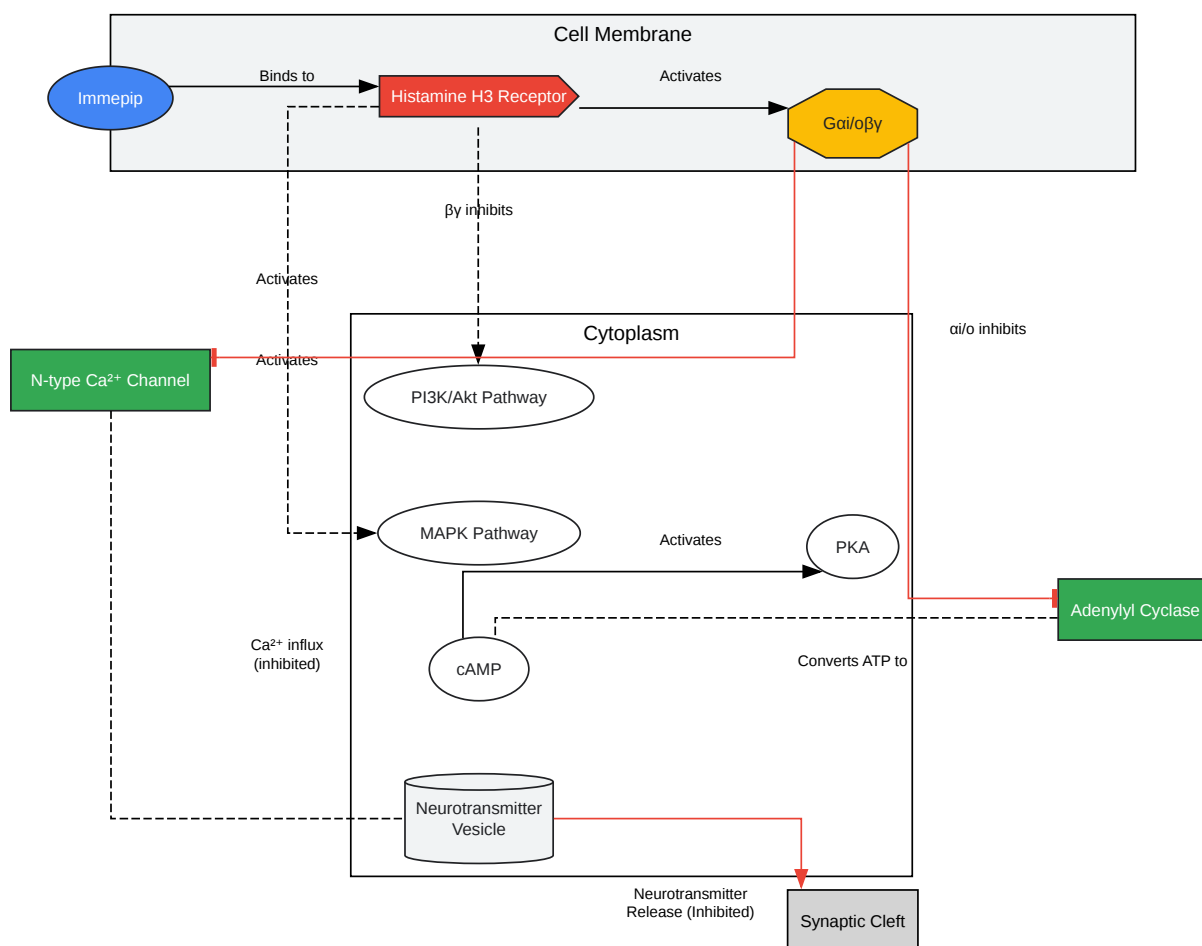 Cell Membrane
Binds to
Activates
Immepip
Histamine H3 Receptor
Gαi/oβγ
βγ inhibits
Activates
αi/o inhibits
Cytoplasm
Activates
N-type Ca²⁺ Channel
PI3K/Akt Pathway
MAPK Pathway
Activates
PKA
Adenylyl Cyclase
Ca²⁺ influx
(inhibited)
cAMP
Converts ATP to
Neurotransmitter
Vesicle
Neurotransmitter
Release (Inhibited)
Synaptic Cleft